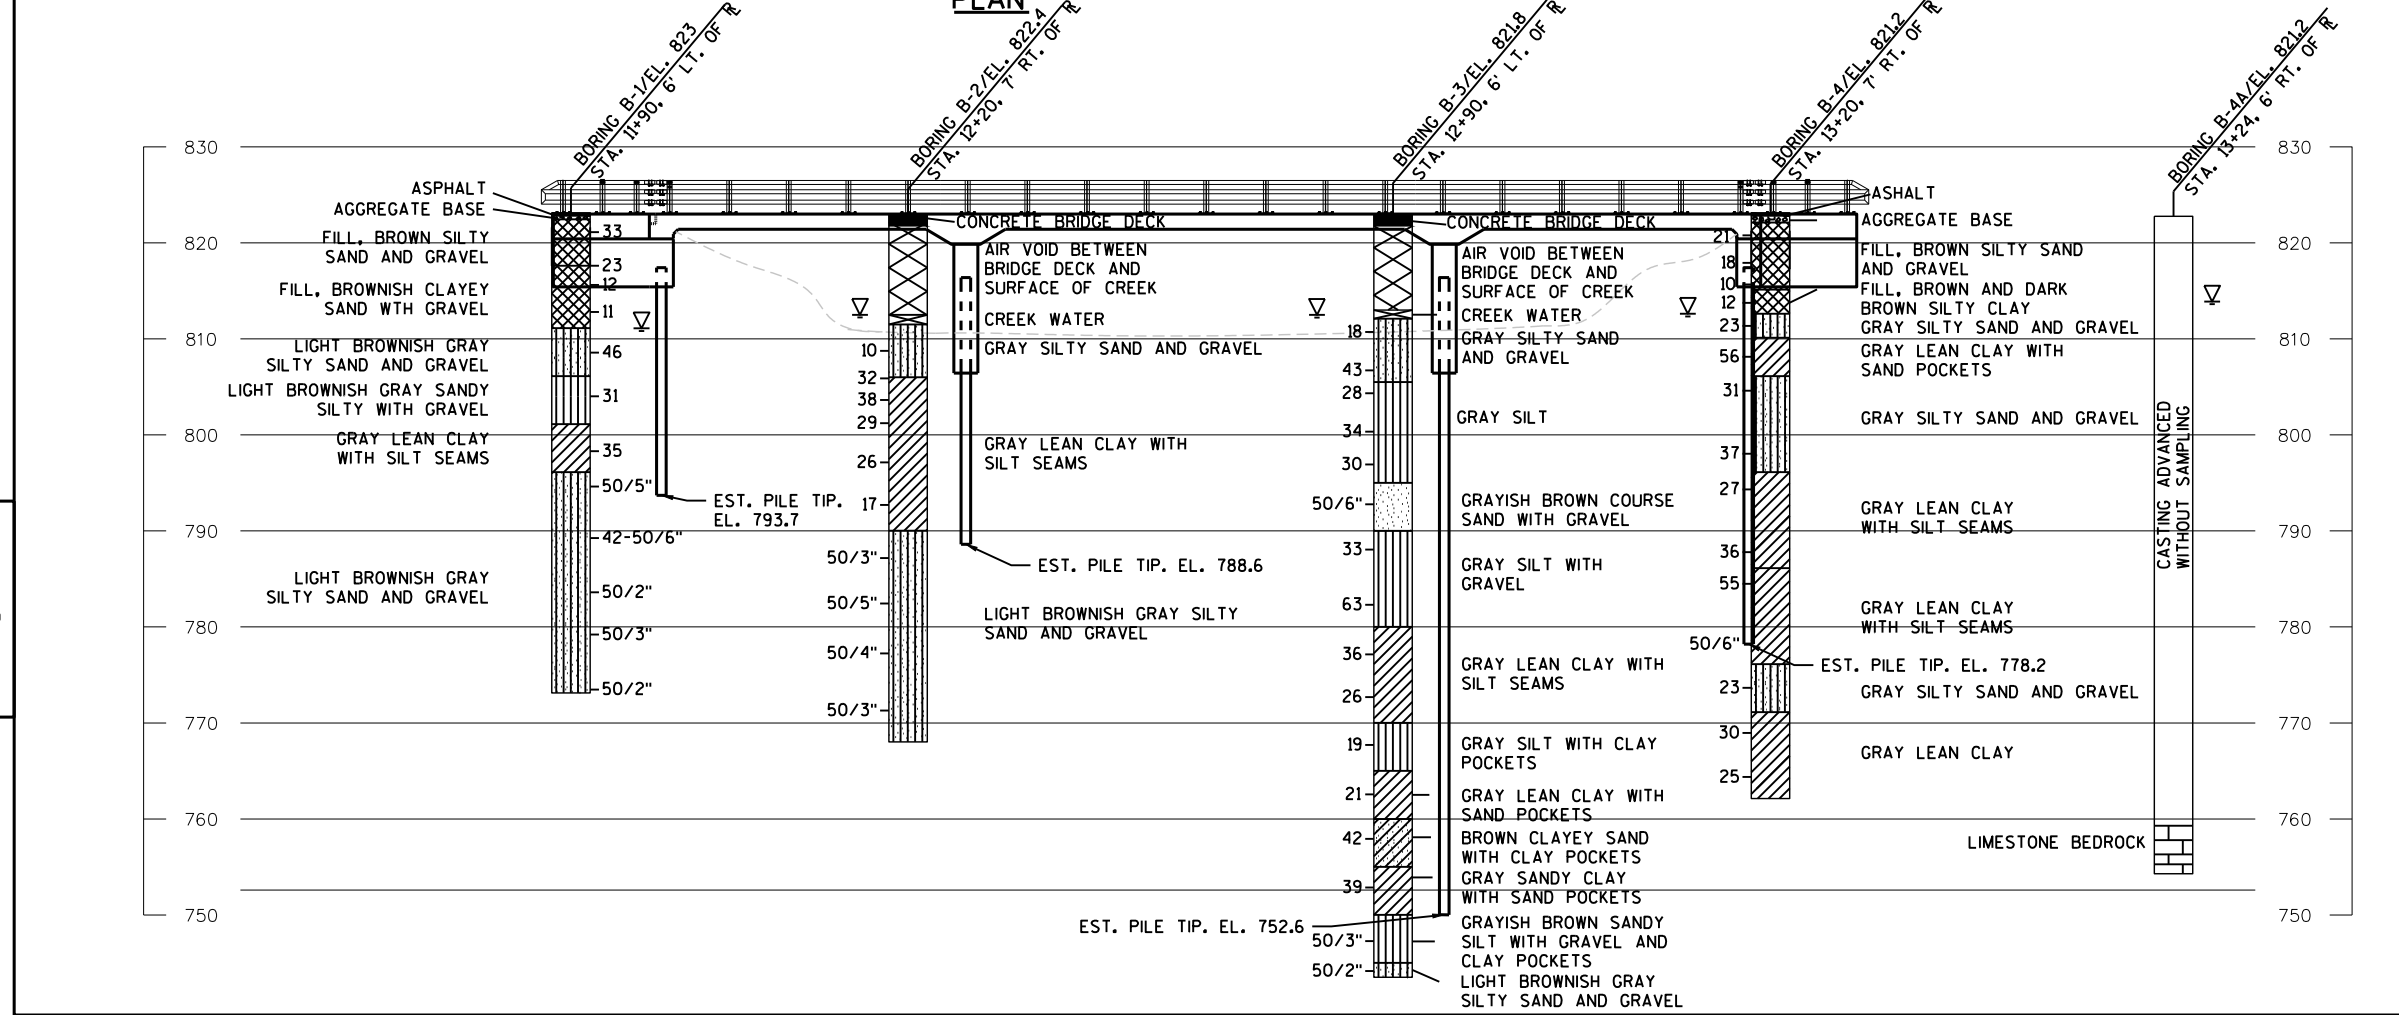 PLAN
BORING B-1/EL. 823
STA. 11+90, 6' LT. OF ℞
BORING B-2/EL. 822.4
STA. 12+20, 7' RT. OF ℞
BORING B-3/EL. 821.8
STA. 12+90, 6' LT. OF ℞
BORING B-4/EL. 821.2
STA. 13+20, 7' RT. OF ℞
BORING B-4A/EL. 821.2
STA. 13+24, 6' RT. OF ℞
830
820
810
800
790
780
770
760
750
ASPHALT
AGGREGATE BASE
FILL, BROWN SILTY
SAND AND GRAVEL
FILL, BROWNISH CLAYEY
SAND WTH GRAVEL
LIGHT BROWNISH GRAY
SILTY SAND AND GRAVEL
LIGHT BROWNISH GRAY SANDY
SILTY WITH GRAVEL
GRAY LEAN CLAY
WITH SILT SEAMS
LIGHT BROWNISH GRAY
SILTY SAND AND GRAVEL
33
23
12
11
46
31
35
50/5"
42-50/6"
50/2"
50/3"
50/2"
EST. PILE TIP.
EL. 793.7
10
32
38
29
26
17
50/3"
50/5"
50/4"
50/3"
CONCRETE BRIDGE DECK
AIR VOID BETWEEN
BRIDGE DECK AND
SURFACE OF CREEK
CREEK WATER
GRAY SILTY SAND AND GRAVEL
GRAY LEAN CLAY WITH
SILT SEAMS
EST. PILE TIP. EL. 788.6
LIGHT BROWNISH GRAY SILTY
SAND AND GRAVEL
18
43
28
34
30
50/6"
33
63
36
26
19
21
42
39
50/3"
50/2"
EST. PILE TIP. EL. 752.6
CONCRETE BRIDGE DECK
AIR VOID BETWEEN
BRIDGE DECK AND
SURFACE OF CREEK
CREEK WATER
GRAY SILTY SAND
AND GRAVEL
GRAY SILT
GRAYISH BROWN COURSE
SAND WITH GRAVEL
GRAY SILT WITH
GRAVEL
GRAY LEAN CLAY WITH
SILT SEAMS
GRAY SILT WITH CLAY
POCKETS
GRAY LEAN CLAY WITH
SAND POCKETS
BROWN CLAYEY SAND
WITH CLAY POCKETS
GRAY SANDY CLAY
WITH SAND POCKETS
GRAYISH BROWN SANDY
SILT WITH GRAVEL AND
CLAY POCKETS
LIGHT BROWNISH GRAY
SILTY SAND AND GRAVEL
21
18
10
12
23
56
31
37
27
36
55
50/6"
23
30
25
ASHALT
AGGREGATE BASE
FILL, BROWN SILTY SAND
AND GRAVEL
FILL, BROWN AND DARK
BROWN SILTY CLAY
GRAY SILTY SAND AND GRAVEL
GRAY LEAN CLAY WITH
SAND POCKETS
GRAY SILTY SAND AND GRAVEL
GRAY LEAN CLAY
WITH SILT SEAMS
GRAY LEAN CLAY
WITH SILT SEAMS
EST. PILE TIP. EL. 778.2
GRAY SILTY SAND AND GRAVEL
GRAY LEAN CLAY
CASTING ADVANCED
WITHOUT SAMPLING
LIMESTONE BEDROCK
830
820
810
800
790
780
770
760
750